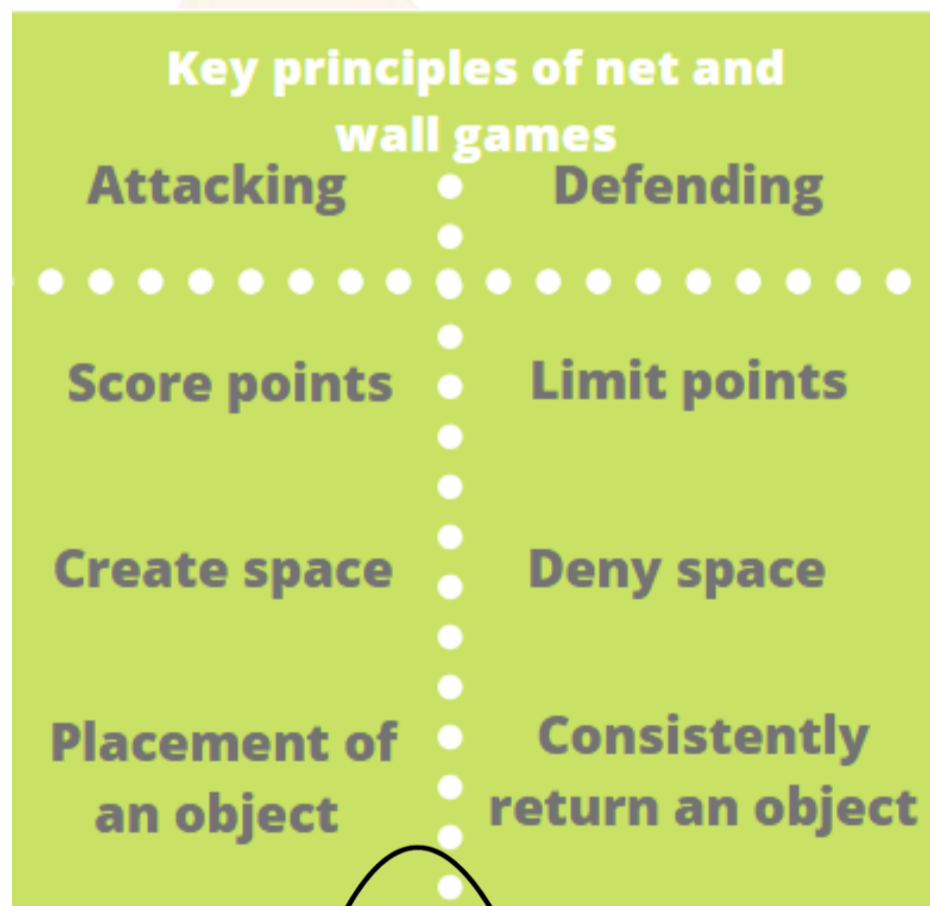 Key principles of net and
wall games
Attacking
Defending
Score points
Limit points
Create space
Deny space
Placement of
an object
Consistently
return an object